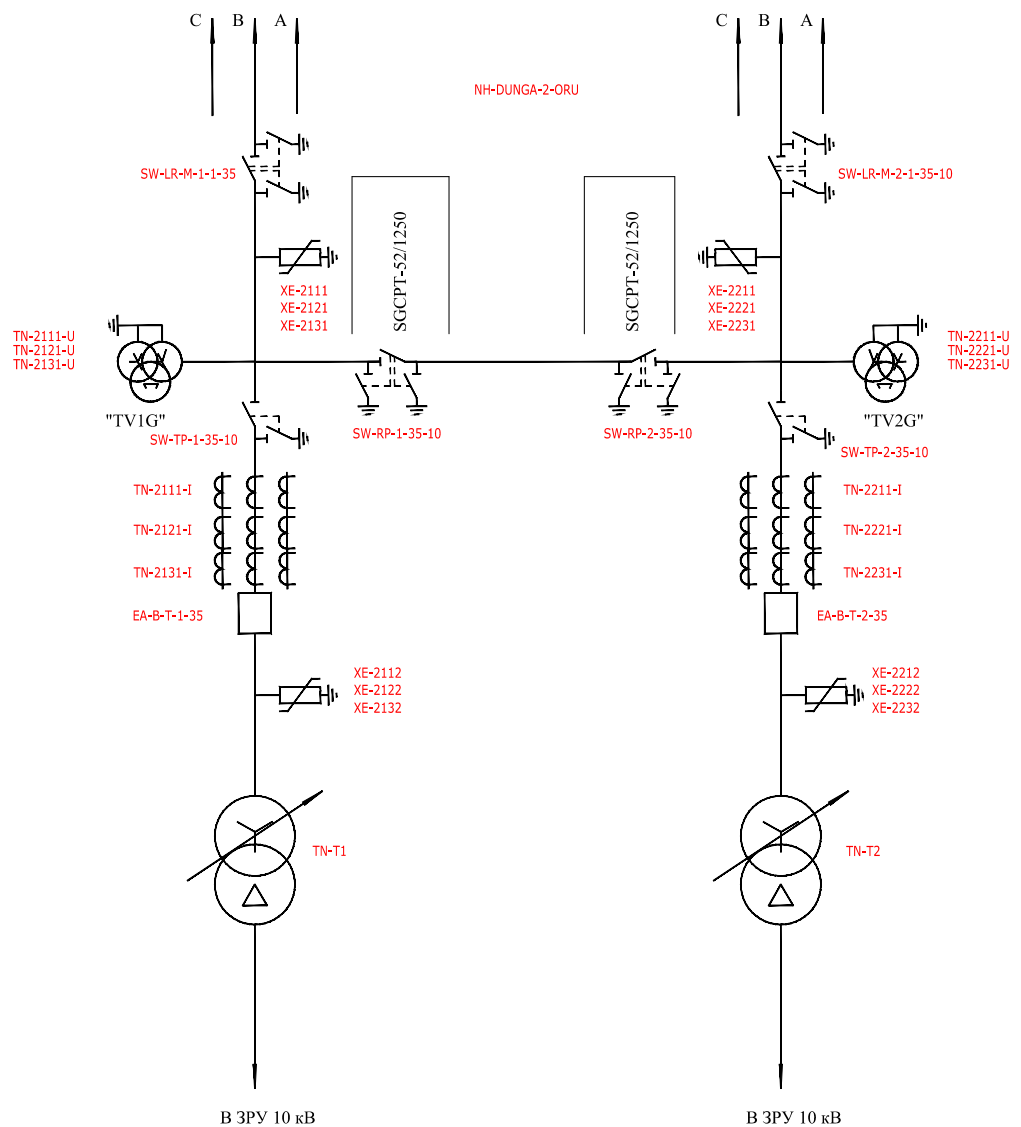 C B A
C B A
NH-DUNGA-2-ORU
SW-LR-M-1-1-35
SW-LR-M-2-1-35-10
SGCPT-52/1250
SGCPT-52/1250
XE-2111
XE-2121
XE-2131
XE-2211
XE-2221
XE-2231
TN-2111-U
TN-2121-U
TN-2131-U
TN-2211-U
TN-2221-U
TN-2231-U
"TV1G"
"TV2G"
SW-TP-1-35-10
SW-RP-1-35-10
SW-RP-2-35-10
SW-TP-2-35-10
TN-2111-I
TN-2121-I
TN-2131-I
TN-2211-I
TN-2221-I
TN-2231-I
EA-B-T-1-35
EA-B-T-2-35
XE-2112
XE-2122
XE-2132
XE-2212
XE-2222
XE-2232
TN-T1
TN-T2
В ЗРУ 10 кВ
В ЗРУ 10 кВ